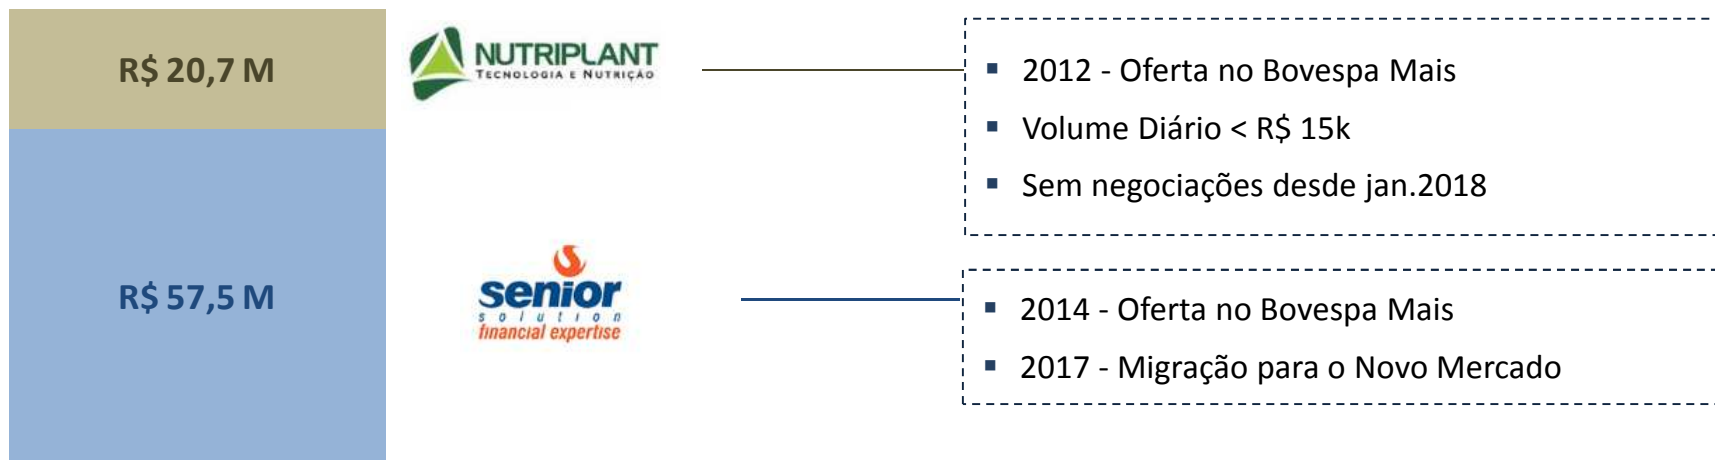 R$ 20,7 M
NUTRIPLANT
TECNOLOGIA E NUTRIÇÃO
▪ 2012 - Oferta no Bovespa Mais
▪ Volume Diário < R$ 15k
▪ Sem negociações desde jan.2018
R$ 57,5 M
senior
solution
financial expertise
▪ 2014 - Oferta no Bovespa Mais
▪ 2017 - Migração para o Novo Mercado